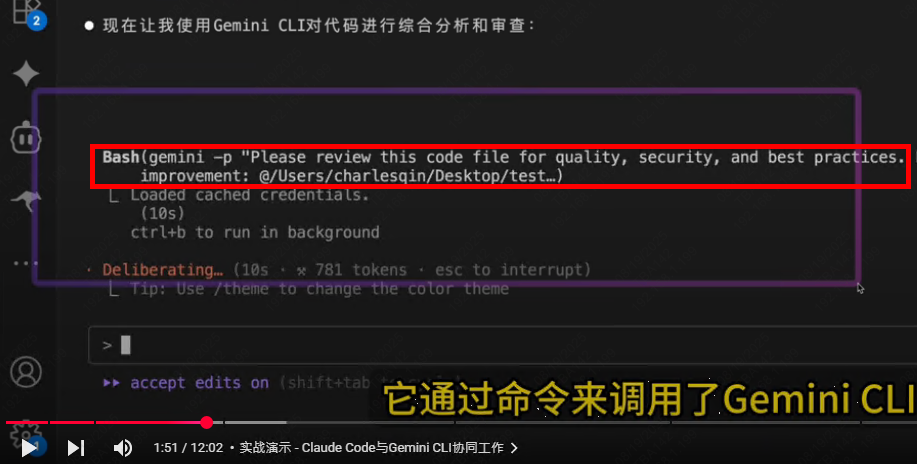 2
● 现在让我使用Gemini CLI对代码进行综合分析和审查：
Bash(gemini -p "Please review this code file for quality, security, and best practices.
improvement: @/Users/charlesqin/Desktop/test…)
⎿ Loaded cached credentials.
(10s)
ctrl+b to run in background
· Deliberating… (10s · ⚒ 781 tokens · esc to interrupt)
⎿ Tip: Use /theme to change the color theme
>
▸▸ accept edits on (shift+tab
它通过命令来调用了Gemini CLI
1
1:51 / 12:02 • 实战演示 - Claude Code与Gemini CLI协同工作 >